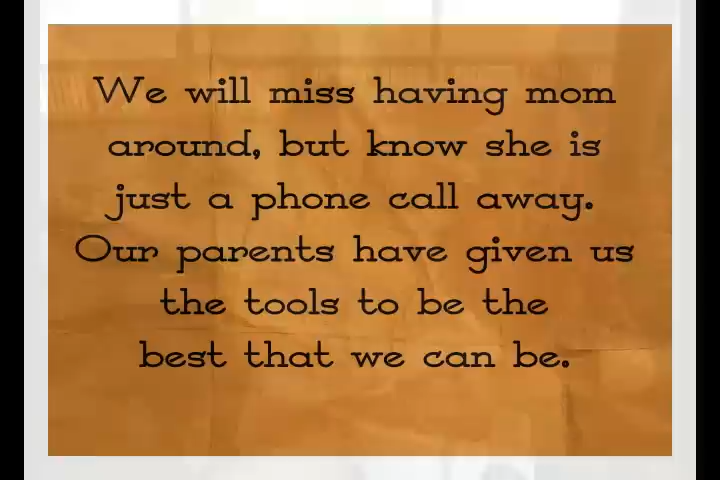 We will miss having mom
around, but know she is
just a phone call away.
Our parents have given us
the tools to be the
best that we can be.